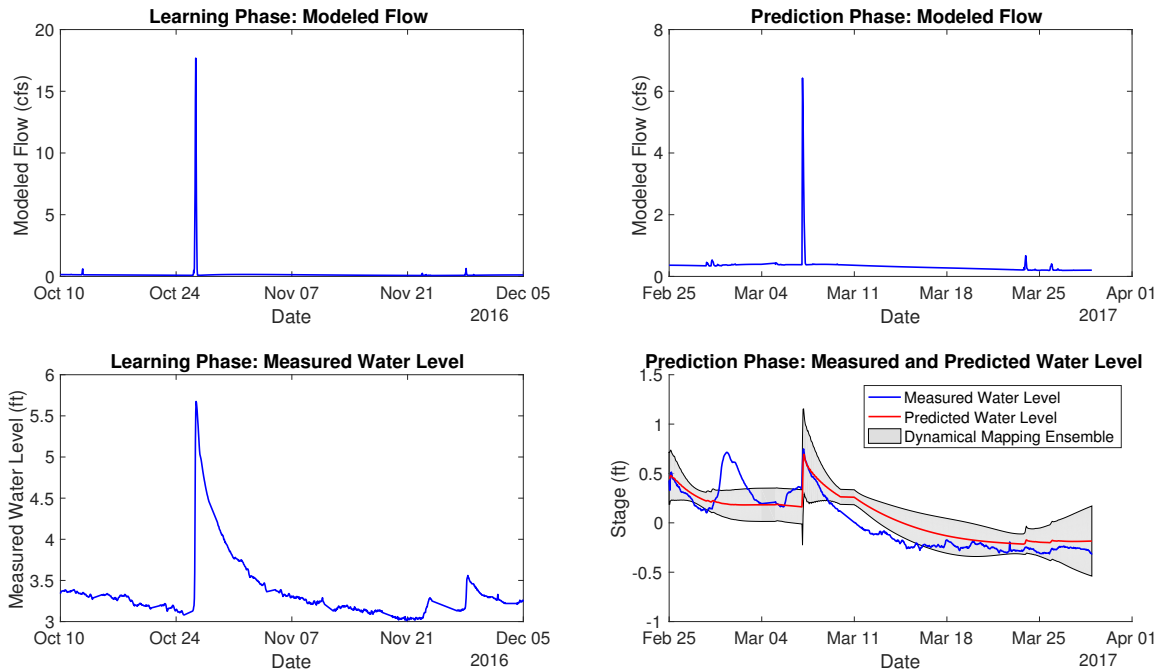 Learning Phase: Modeled Flow
Modeled Flow (cfs)
20
15
10
5
0
Oct 10 Oct 24 Nov 07 Nov 21 Dec 05
Date
2016
Prediction Phase: Modeled Flow
Modeled Flow (cfs)
8
6
4
2
0
Feb 25 Mar 04 Mar 11 Mar 18 Mar 25 Apr 01
Date
2017
Learning Phase: Measured Water Level
Measured Water Level (ft)
6
5.5
5
4.5
4
3.5
3
Oct 10 Oct 24 Nov 07 Nov 21 Dec 05
Date
2016
Prediction Phase: Measured and Predicted Water Level
Stage (ft)
1.5
1
0.5
0
-0.5
-1
Measured Water Level
Predicted Water Level
Dynamical Mapping Ensemble
Feb 25 Mar 04 Mar 11 Mar 18 Mar 25 Apr 01
Date
2017